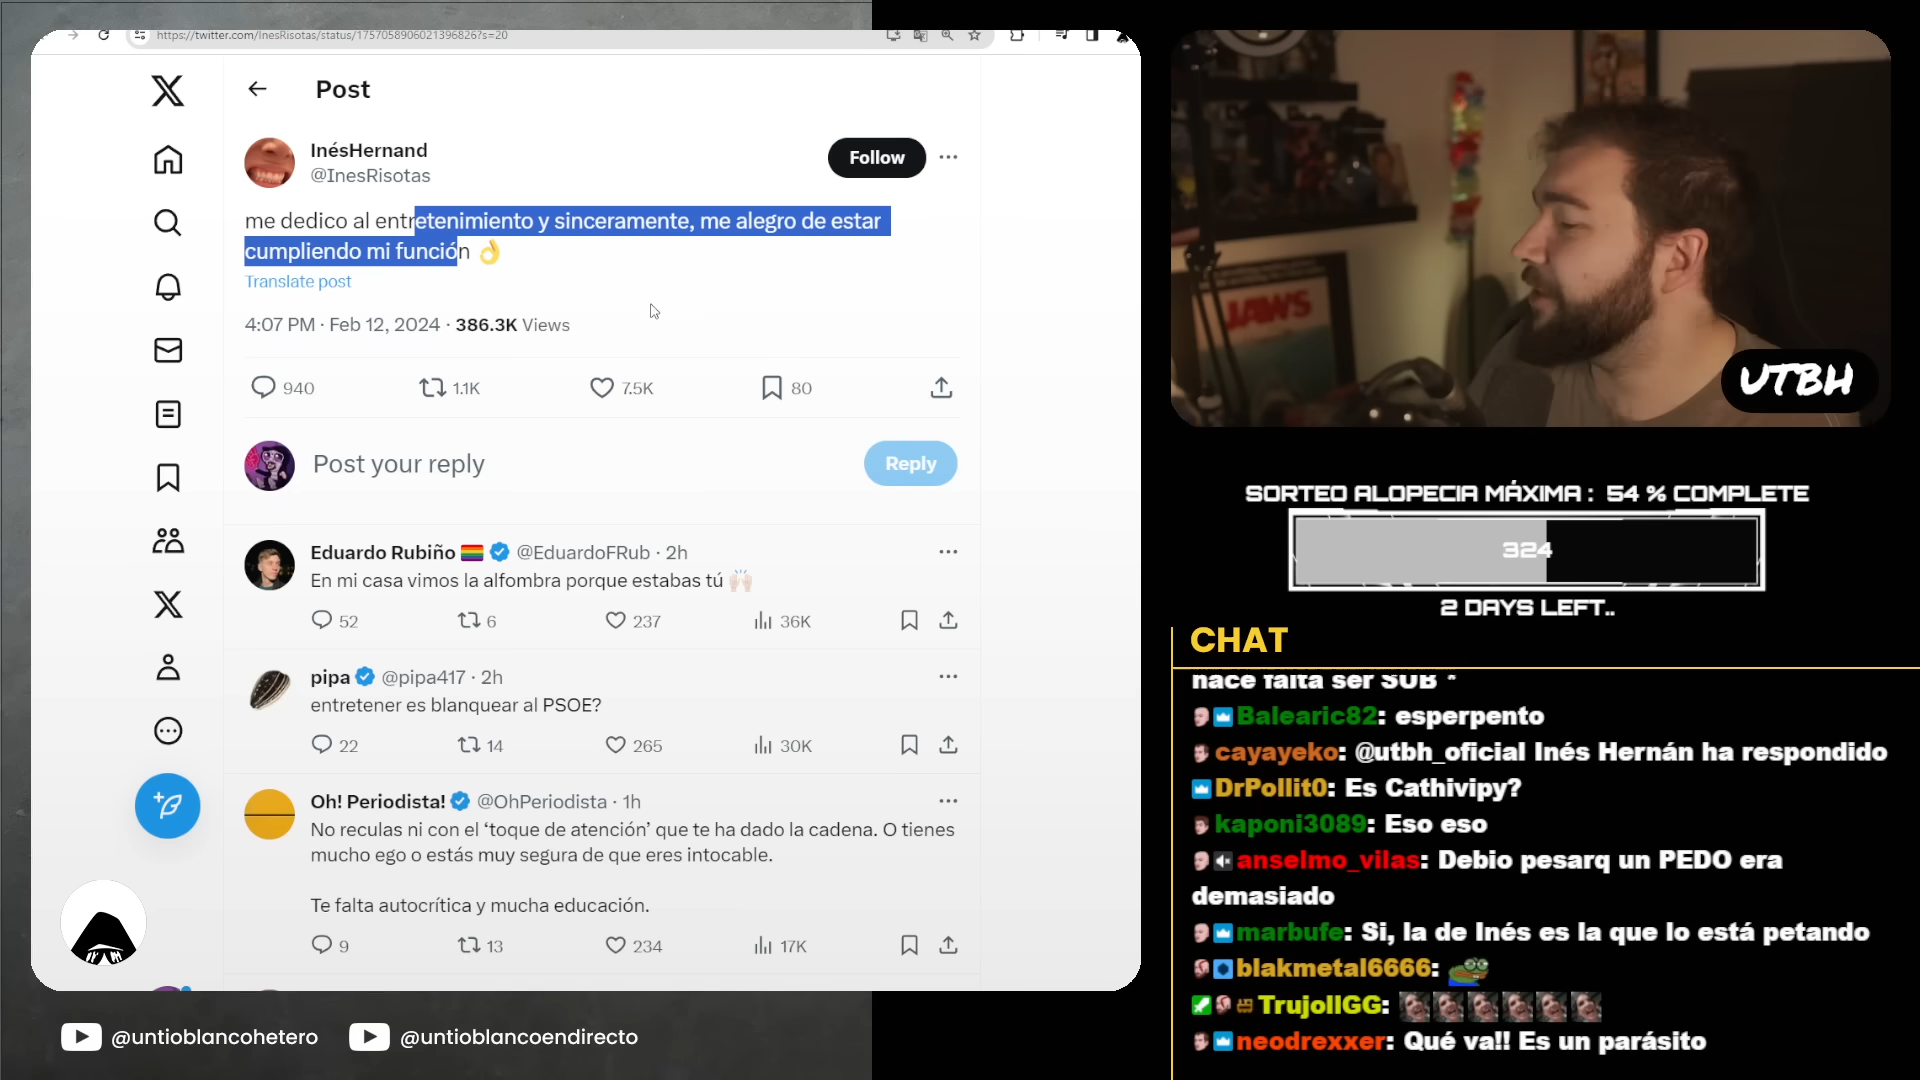 https://twitter.com/InesRisotas/status/1757058906021396826?s=20
Post
InésHernand
@InesRisotas
Follow
me dedico al entretenimiento y sinceramente, me alegro de estar
cumpliendo mi función 👌
Translate post
4:07 PM · Feb 12, 2024 · 386.3K Views
940
1.1K
7.5K
80
Post your reply
Reply
Eduardo Rubiño 🏳️‍🌈 @EduardoFRub · 2h
En mi casa vimos la alfombra porque estabas tú 🙌🏻
52
6
237
36K
pipa @pipa417 · 2h
entretener es blanquear al PSOE?
22
14
265
30K
Oh! Periodista! @OhPeriodista · 1h
No reculas ni con el ‘toque de atención’ que te ha dado la cadena. O tienes
mucho ego o estás muy segura de que eres intocable.
Te falta autocrítica y mucha educación.
9
13
234
17K
@untioblancohetero
@untioblancoendirecto
JAWS
UTBH
SORTEO ALOPECIA MÁXIMA : 54 % COMPLETE
324
2 DAYS LEFT..
CHAT
hace falta ser SUB *
Balearic82: esperpento
cayayeko: @utbh_oficial Inés Hernán ha respondido
DrPollit0: Es Cathivipy?
kaponi3089: Eso eso
anselmo_vilas: Debio pesarq un PEDO era
demasiado
marbufe: Si, la de Inés es la que lo está petando
blakmetal6666:
TrujollGG:
neodrexxer: Qué va!! Es un parásito